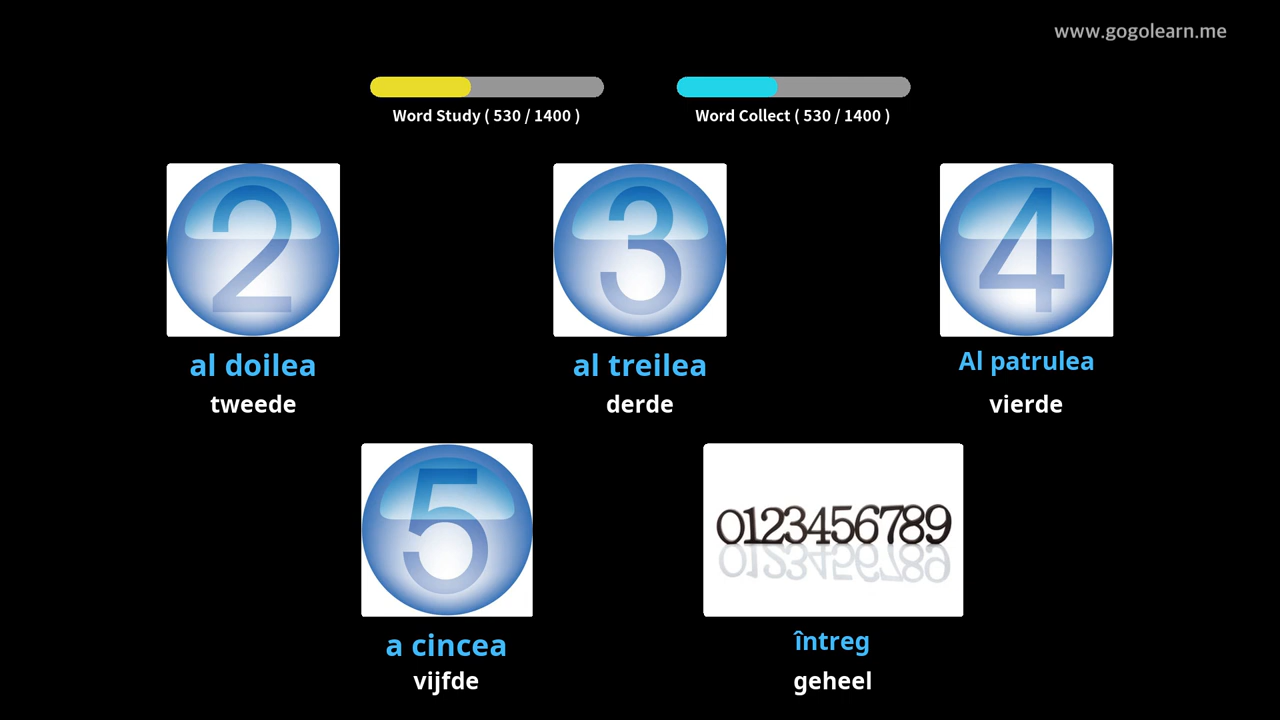 www.gogolearn.me
Word Study ( 530 / 1400 )
Word Collect ( 530 / 1400 )
2
3
4
al doilea
al treilea
Al patrulea
tweede
derde
vierde
5
0123456789
a cincea
întreg
vijfde
geheel